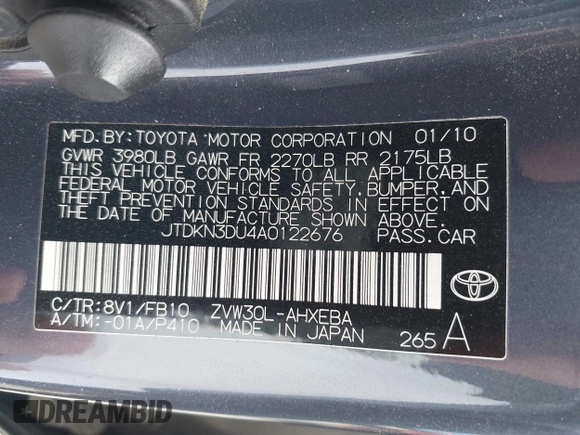 MFD.BY:TOYOTA MOTOR CORPORATION 01/10
GVWR 3980LB GAWR FR 2270LB RR 2175LB
THIS VEHICLE CONFORMS TO ALL APPLICABLE
FEDERAL MOTOR VEHICLE SAFETY, BUMPER, AND
THEFT PREVENTION STANDARDS IN EFFECT ON
THE DATE OF MANUFACTURE SHOWN ABOVE.
JTDKN3DU4A0122676 PASS.CAR
C/TR:8V1/FB10 ZVW30L-AHXEBA
A/TM:-01A/P410 MADE IN JAPAN
265 A
DREAMBID